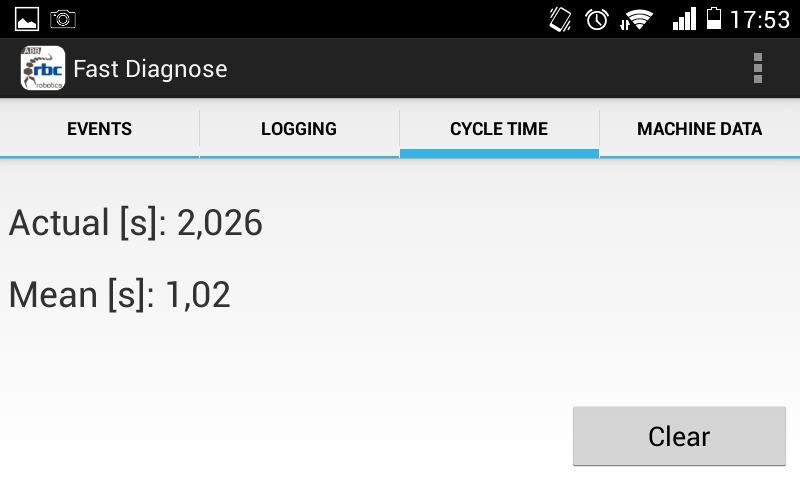 17:53
ABB
rbc
robotics
Fast Diagnose
EVENTS
LOGGING
CYCLE TIME
MACHINE DATA
Actual [s]: 2,026
Mean [s]: 1,02
Clear